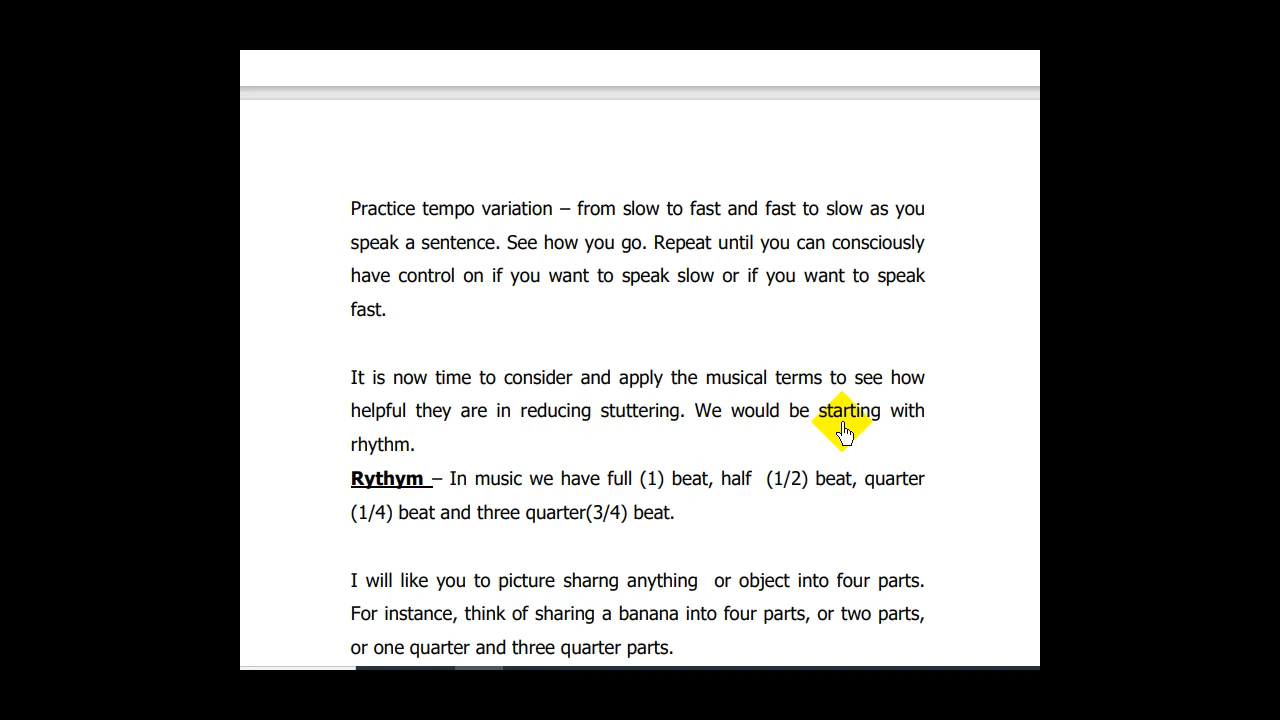 Practice tempo variation – from slow to fast and fast to slow as you
speak a sentence. See how you go. Repeat until you can consciously
have control on if you want to speak slow or if you want to speak
fast.
It is now time to consider and apply the musical terms to see how
helpful they are in reducing stuttering. We would be starting with
rhythm.
Rythym – In music we have full (1) beat, half (1/2) beat, quarter
(1/4) beat and three quarter(3/4) beat.
I will like you to picture sharng anything or object into four parts.
For instance, think of sharing a banana into four parts, or two parts,
or one quarter and three quarter parts.